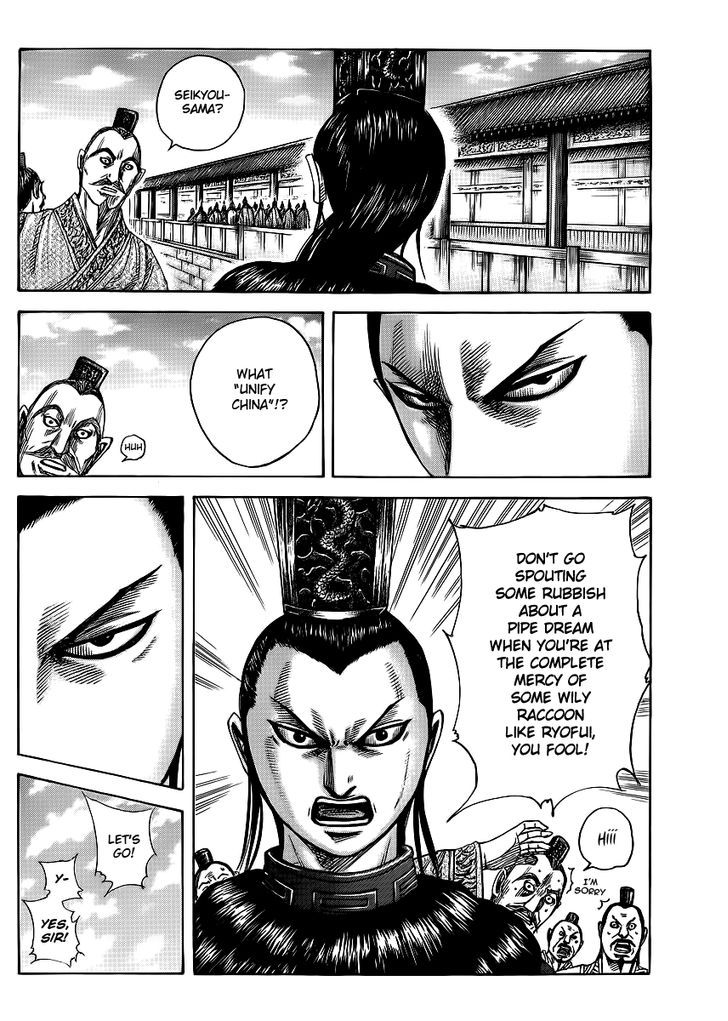 SEIKYOU-
SAMA?
WHAT
"UNIFY
CHINA"!?
HUH
DON'T GO
SPOUTING
SOME RUBBISH
ABOUT A
PIPE DREAM
WHEN YOU'RE AT
THE COMPLETE
MERCY OF
SOME WILY
RACCOON
LIKE RYOFUI,
YOU FOOL!
HIII
I'M
SORRY
LET'S
GO!
Y-
YES,
SIR!